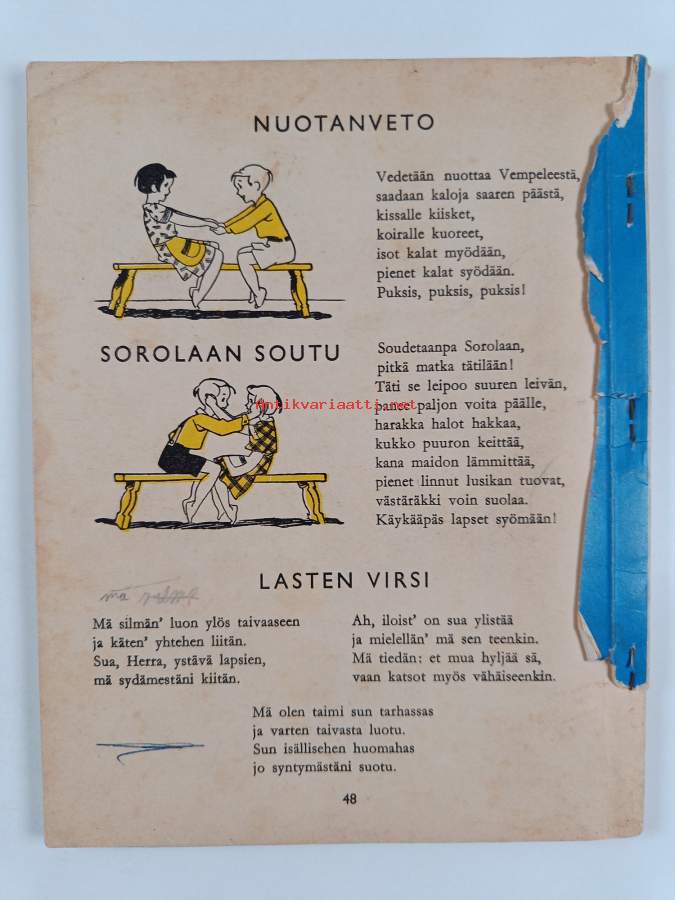 NUOTANVETO
Vedetään nuottaa Vempeleestä,
saadaan kaloja saaren päästä,
kissalle kiisket,
koiralle kuoreet,
isot kalat myödään,
pienet kalat syödään.
Puksis, puksis, puksis!
SOROLAAN SOUTU
Soudetaanpa Sorolaan,
pitkä matka tätilään!
Täti se leipoo suuren leivän,
panee paljon voita päälle,
harakka halot hakkaa,
kukko puuron keittää,
kana maidon lämmittää,
pienet linnut lusikan tuovat,
västäräkki voin suolaa.
Käykääpäs lapset syömään!
Antikvariaatti.net
LASTEN VIRSI
mä
Mä silmän' luon ylös taivaaseen
ja käten' yhtehen liitän.
Sua, Herra, ystävä lapsien,
mä sydämestäni kiitän.
Ah, iloist' on sua ylistää
ja mielellän' mä sen teenkin.
Mä tiedän: et mua hyljää sä,
vaan katsot myös vähäiseenkin.
Mä olen taimi sun tarhassas
ja varten taivasta luotu.
Sun isällisehen huomahas
jo syntymästäni suotu.
48